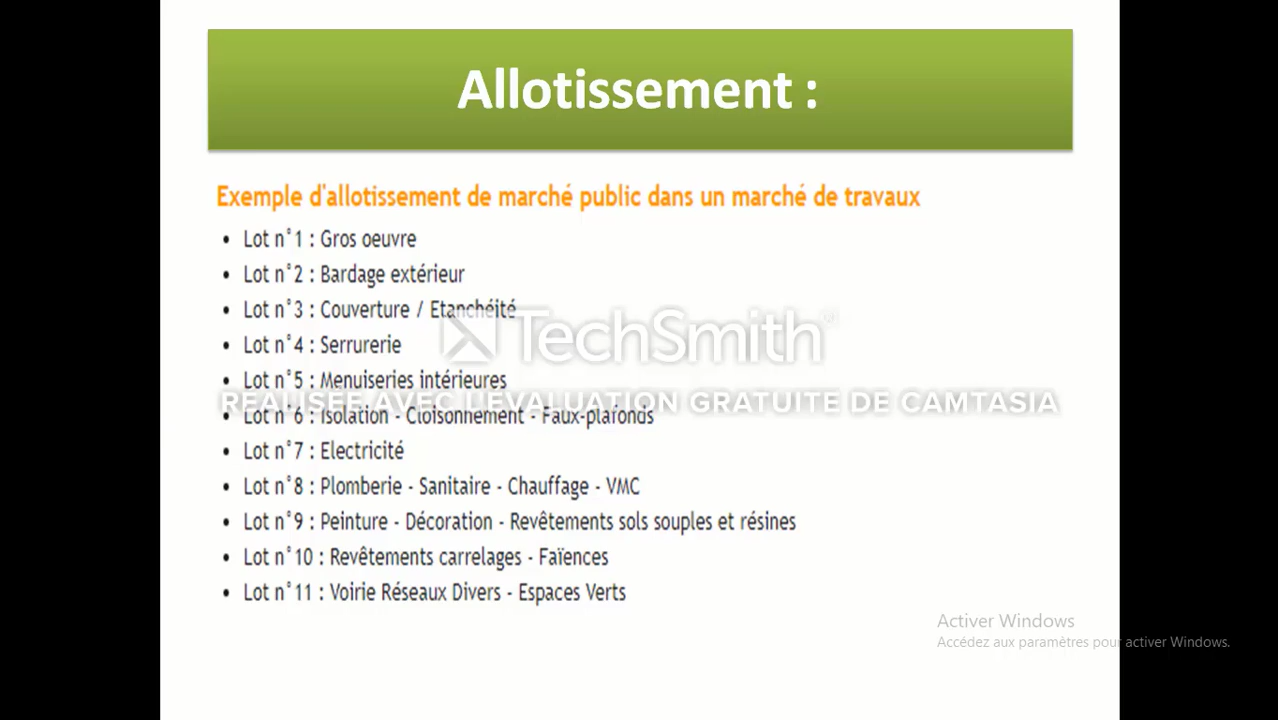 Allotissement :
Exemple d'allotissement de marché public dans un marché de travaux
• Lot n°1 : Gros oeuvre
• Lot n°2 : Bardage extérieur
• Lot n°3 : Couverture / Etanchéité
TechSmith®
• Lot n°4 : Serrurerie
• Lot n°5 : Menuiseries intérieures
RÉALISÉE AVEC L'ÉVALUATION GRATUITE DE CAMTASIA
• Lot n°6 : Isolation - Cloisonnement - Faux-plafonds
• Lot n°7 : Electricité
• Lot n°8 : Plomberie - Sanitaire - Chauffage - VMC
• Lot n°9 : Peinture - Décoration - Revêtements sols souples et résines
• Lot n°10 : Revêtements carrelages - Faïences
• Lot n°11 : Voirie Réseaux Divers - Espaces Verts
Activer Windows
Accédez aux paramètres pour activer Windows.